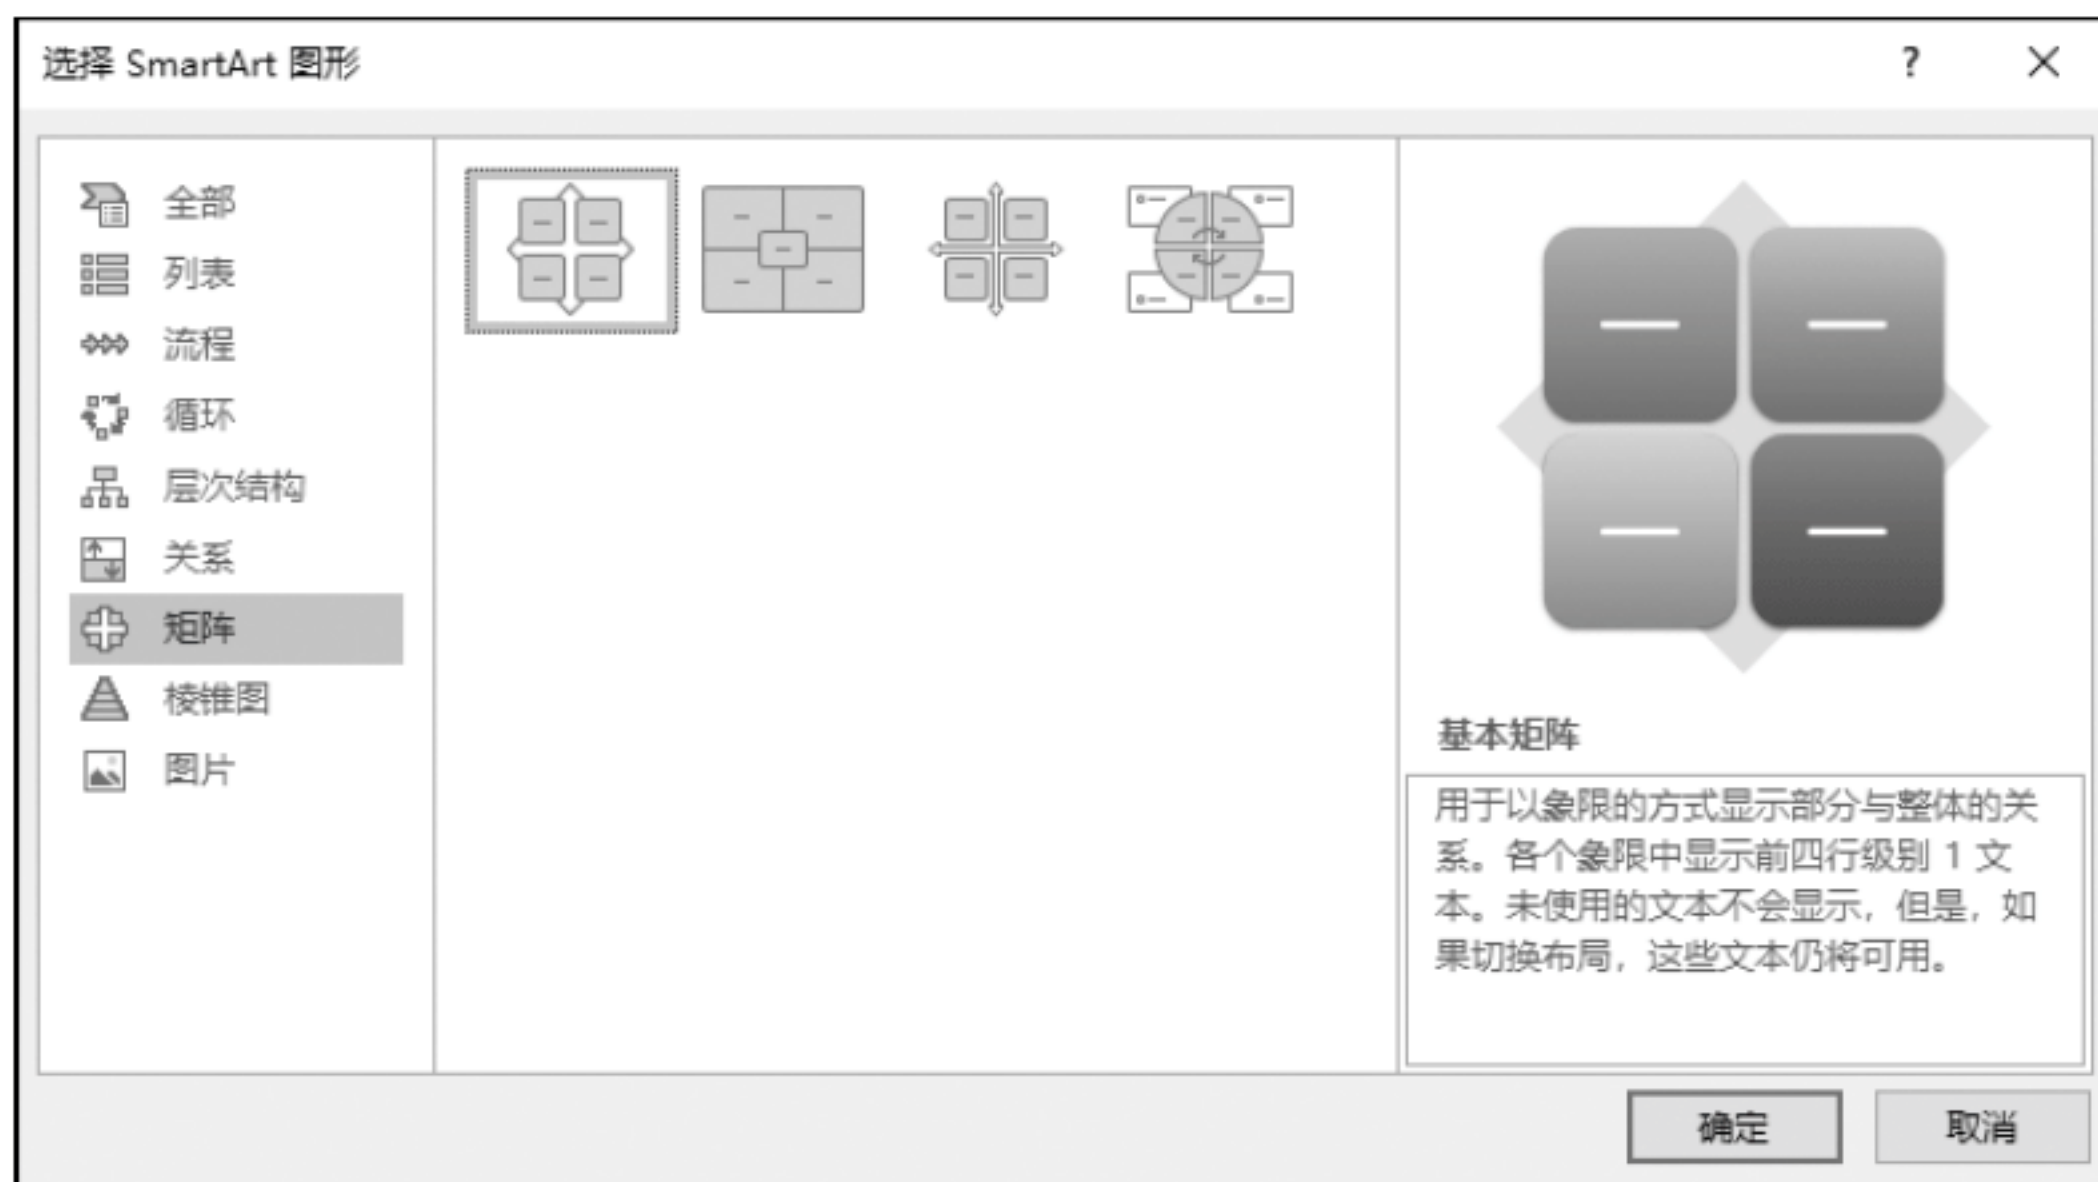 选择 SmartArt 图形
?
全部
列表
流程
循环
层次结构
关系
矩阵
棱锥图
图片
基本矩阵
用于以象限的方式显示部分与整体的关
系。各个象限中显示前四行级别 1 文
本。未使用的文本不会显示，但是，如
果切换布局，这些文本仍将可用。
确定
取消